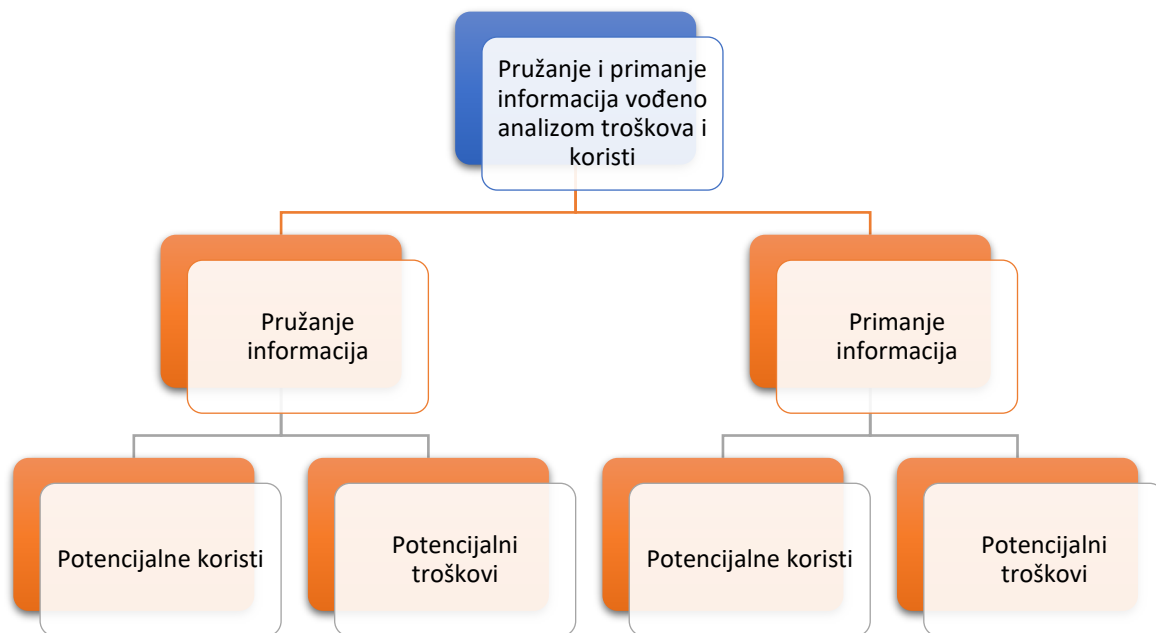 Pružanje i primanje
informacija vođeno
analizom troškova i
koristi
Pružanje
informacija
Primanje
informacija
Potencijalne koristi
Potencijalni
troškovi
Potencijalne koristi
Potencijalni
troškovi